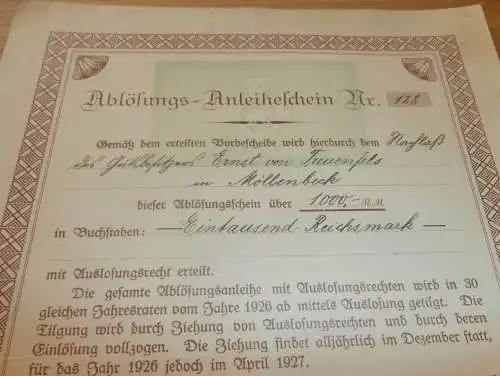 Ablösungs-Anleiheschein Nr. 128
Gemäß dem erteilten Vorbescheide wird hierdurch dem Nachlaß
des Gutsbesitzers Ernst von Treuenfels
in Möllenbeck
dieser Ablösungsschein über 1000,- R.M.
in Buchstaben: — Eintausend Reichsmark —
mit Auslosungsrecht erteilt.
Die gesamte Ablösungsanleihe mit Auslosungsrechten wird in 30
gleichen Jahresraten vom Jahre 1926 ab mittels Auslosung getilgt. Die
Tilgung wird durch Ziehung von Auslosungsrechten und durch deren
Einlösung vollzogen. Die Ziehung findet alljährlich im Dezember statt,
für das Jahr 1926 jedoch im April 1927.